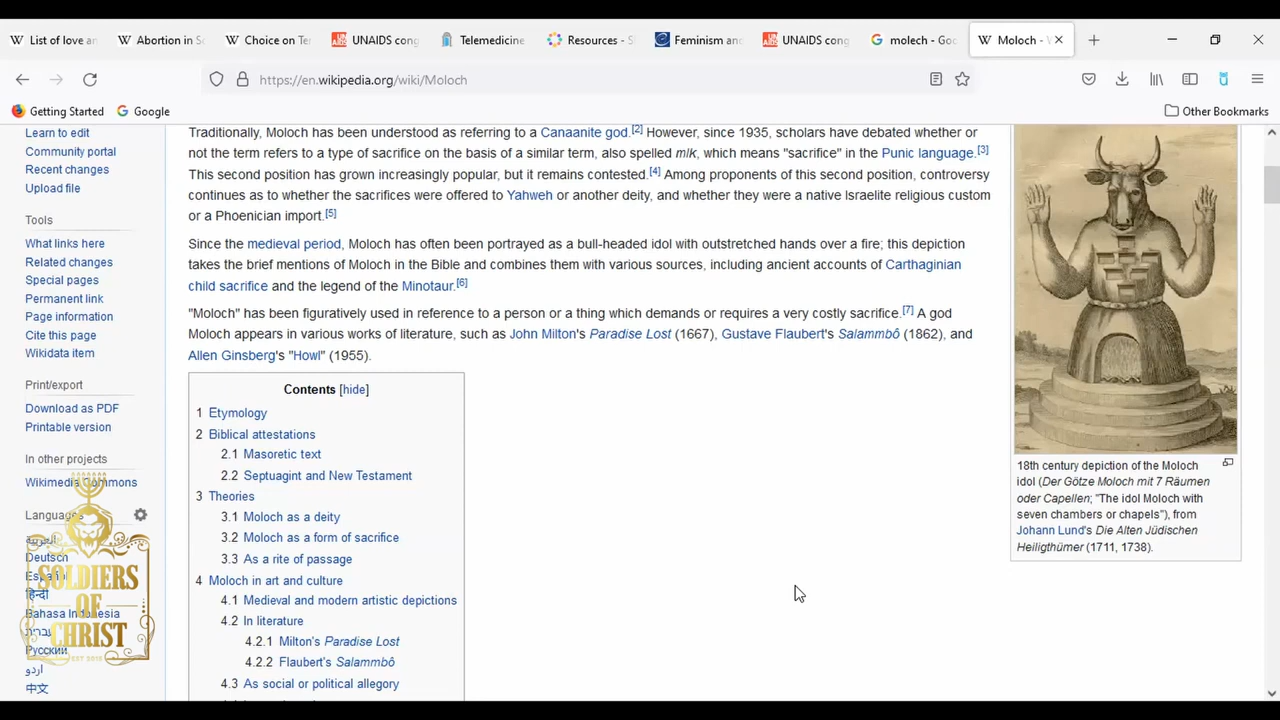 List of love an
Abortion in S
Choice on Ter
UNAIDS cong
Telemedicine
Resources - S
Feminism and
UNAIDS cong
molech - Goo
Moloch - 
https://en.wikipedia.org/wiki/Moloch
Getting Started
Google
Other Bookmarks
Learn to edit
Community portal
Recent changes
Upload file
Tools
What links here
Related changes
Special pages
Permanent link
Page information
Cite this page
Wikidata item
Print/export
Download as PDF
Printable version
In other projects
Wikimedia Commons
Languages
العربية
Deutsch
Español
हिन्दी
Bahasa Indonesia
עברית
Русский
اردو
中文
SOLDIERS
OF
CHRIST
Traditionally, Moloch has been understood as referring to a Canaanite god.[2] However, since 1935, scholars have debated whether or
not the term refers to a type of sacrifice on the basis of a similar term, also spelled mlk, which means "sacrifice" in the Punic language.[3]
This second position has grown increasingly popular, but it remains contested.[4] Among proponents of this second position, controversy
continues as to whether the sacrifices were offered to Yahweh or another deity, and whether they were a native Israelite religious custom
or a Phoenician import.[5]
Since the medieval period, Moloch has often been portrayed as a bull-headed idol with outstretched hands over a fire; this depiction
takes the brief mentions of Moloch in the Bible and combines them with various sources, including ancient accounts of Carthaginian
child sacrifice and the legend of the Minotaur.[6]
"Moloch" has been figuratively used in reference to a person or a thing which demands or requires a very costly sacrifice.[7] A god
Moloch appears in various works of literature, such as John Milton's Paradise Lost (1667), Gustave Flaubert's Salammbô (1862), and
Allen Ginsberg's "Howl" (1955).
Contents [hide]
1 Etymology
2 Biblical attestations
2.1 Masoretic text
2.2 Septuagint and New Testament
3 Theories
3.1 Moloch as a deity
3.2 Moloch as a form of sacrifice
3.3 As a rite of passage
4 Moloch in art and culture
4.1 Medieval and modern artistic depictions
4.2 In literature
4.2.1 Milton's Paradise Lost
4.2.2 Flaubert's Salammbô
4.3 As social or political allegory
18th century depiction of the Moloch
idol (Der Götze Moloch mit 7 Räumen
oder Capellen; "The idol Moloch with
seven chambers or chapels"), from
Johann Lund's Die Alten Jüdischen
Heiligthümer (1711, 1738).